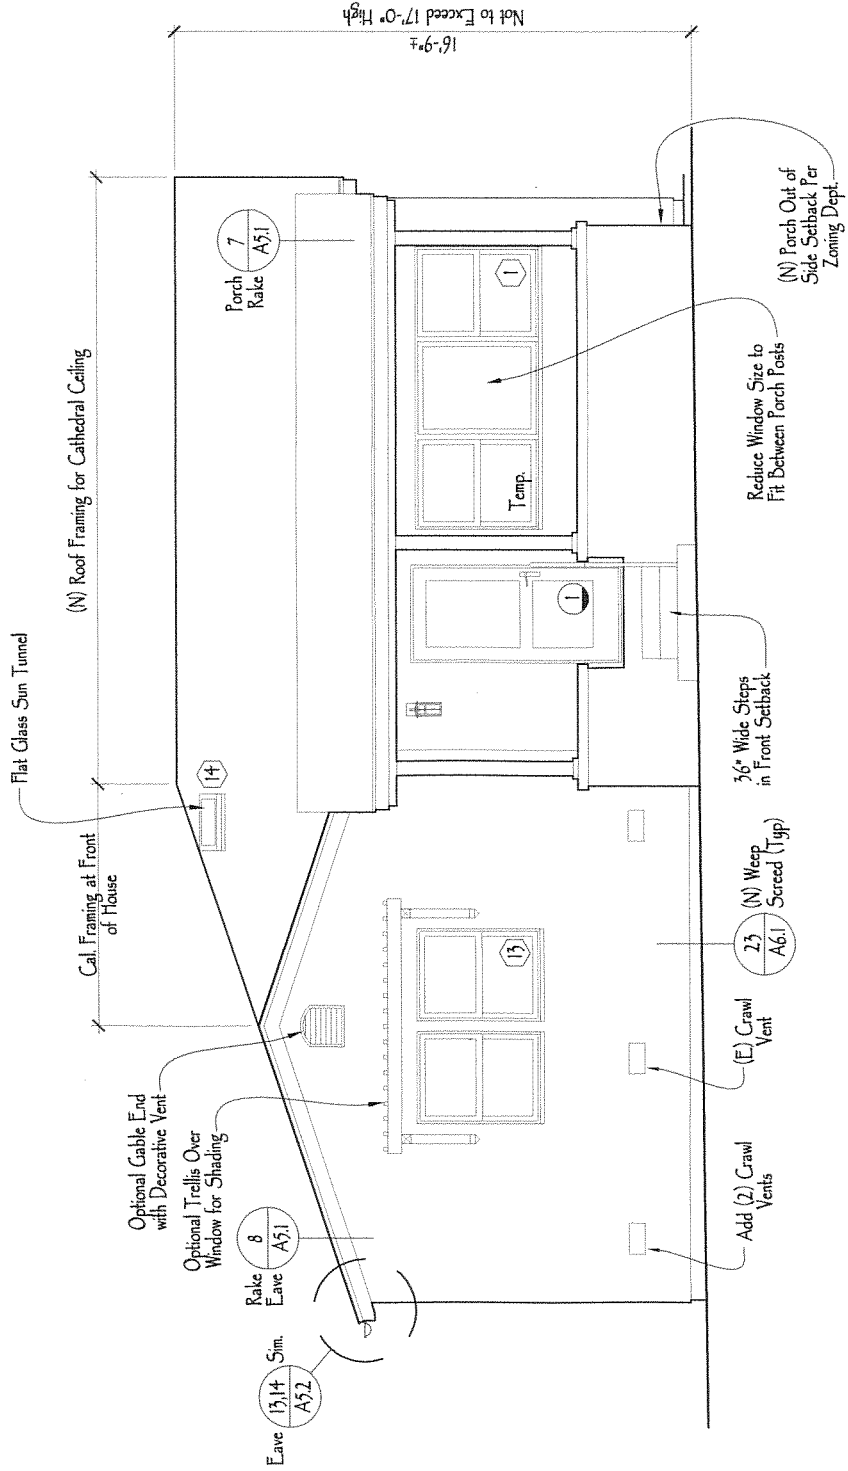 Flat Glass Sun Tunnel
(N) Roof Framing for Cathedral Ceiling
Cal. Framing at Front
of House
Optional Gable End
with Decorative Vent
Optional Trellis Over
Window for Shading
14
Porch
Rake
7
A5.1
16'-9"±
Not to Exceed 17'-0" High
Rake
Eave
8
A5.1
Eave
13,14
A5.2
Sim.
13
1
Temp.
1
Add (2) Crawl
Vents
(E) Crawl
Vent
23
A6.1
(N) Weep
Screed (Typ)
36" Wide Steps
in Front Setback
Reduce Window Size to
Fit Between Porch Posts
(N) Porch Out of
Side Setback Per
Zoning Dept.